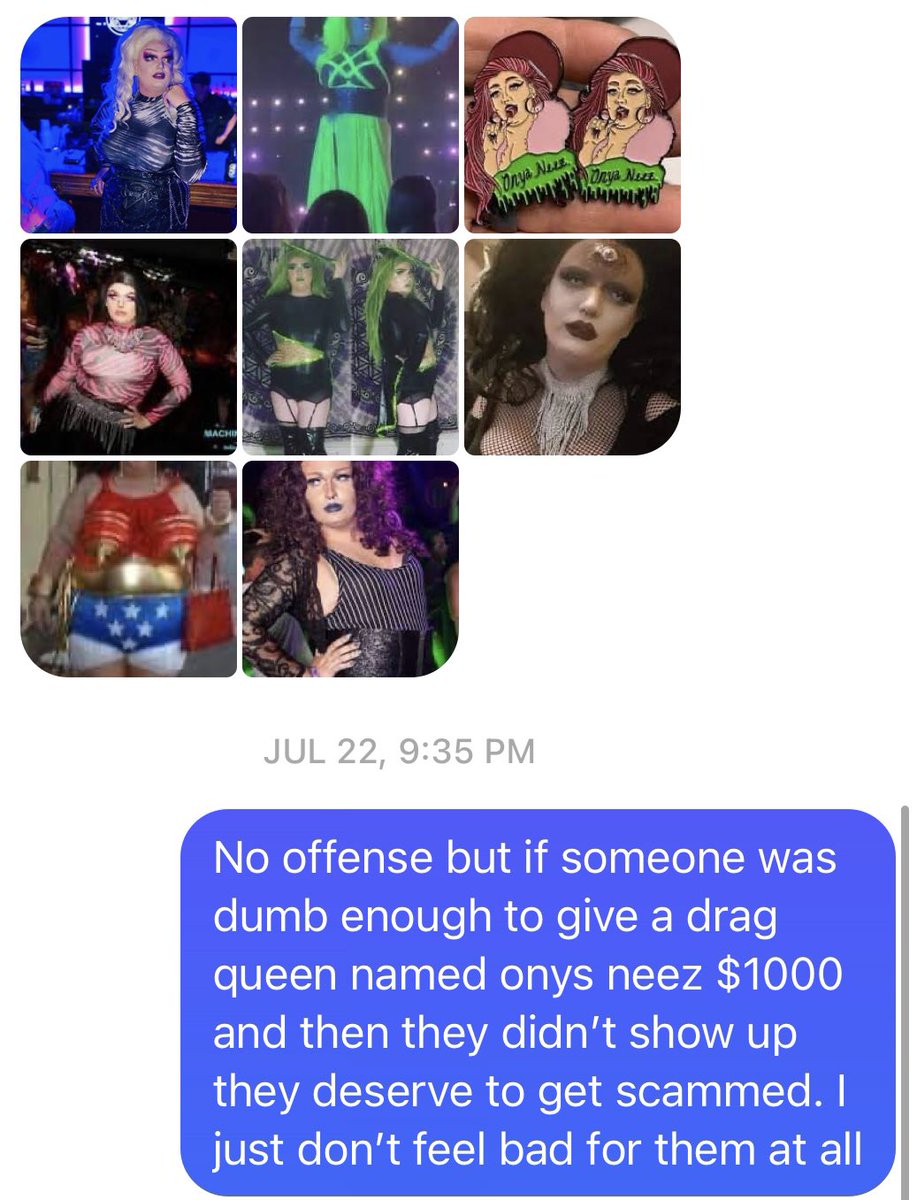 Onya Neez
Onya Neez
MACHI
JUL 22, 9:35 PM
No offense but if someone was
dumb enough to give a drag
queen named onys neez $1000
and then they didn’t show up
they deserve to get scammed. I
just don’t feel bad for them at all